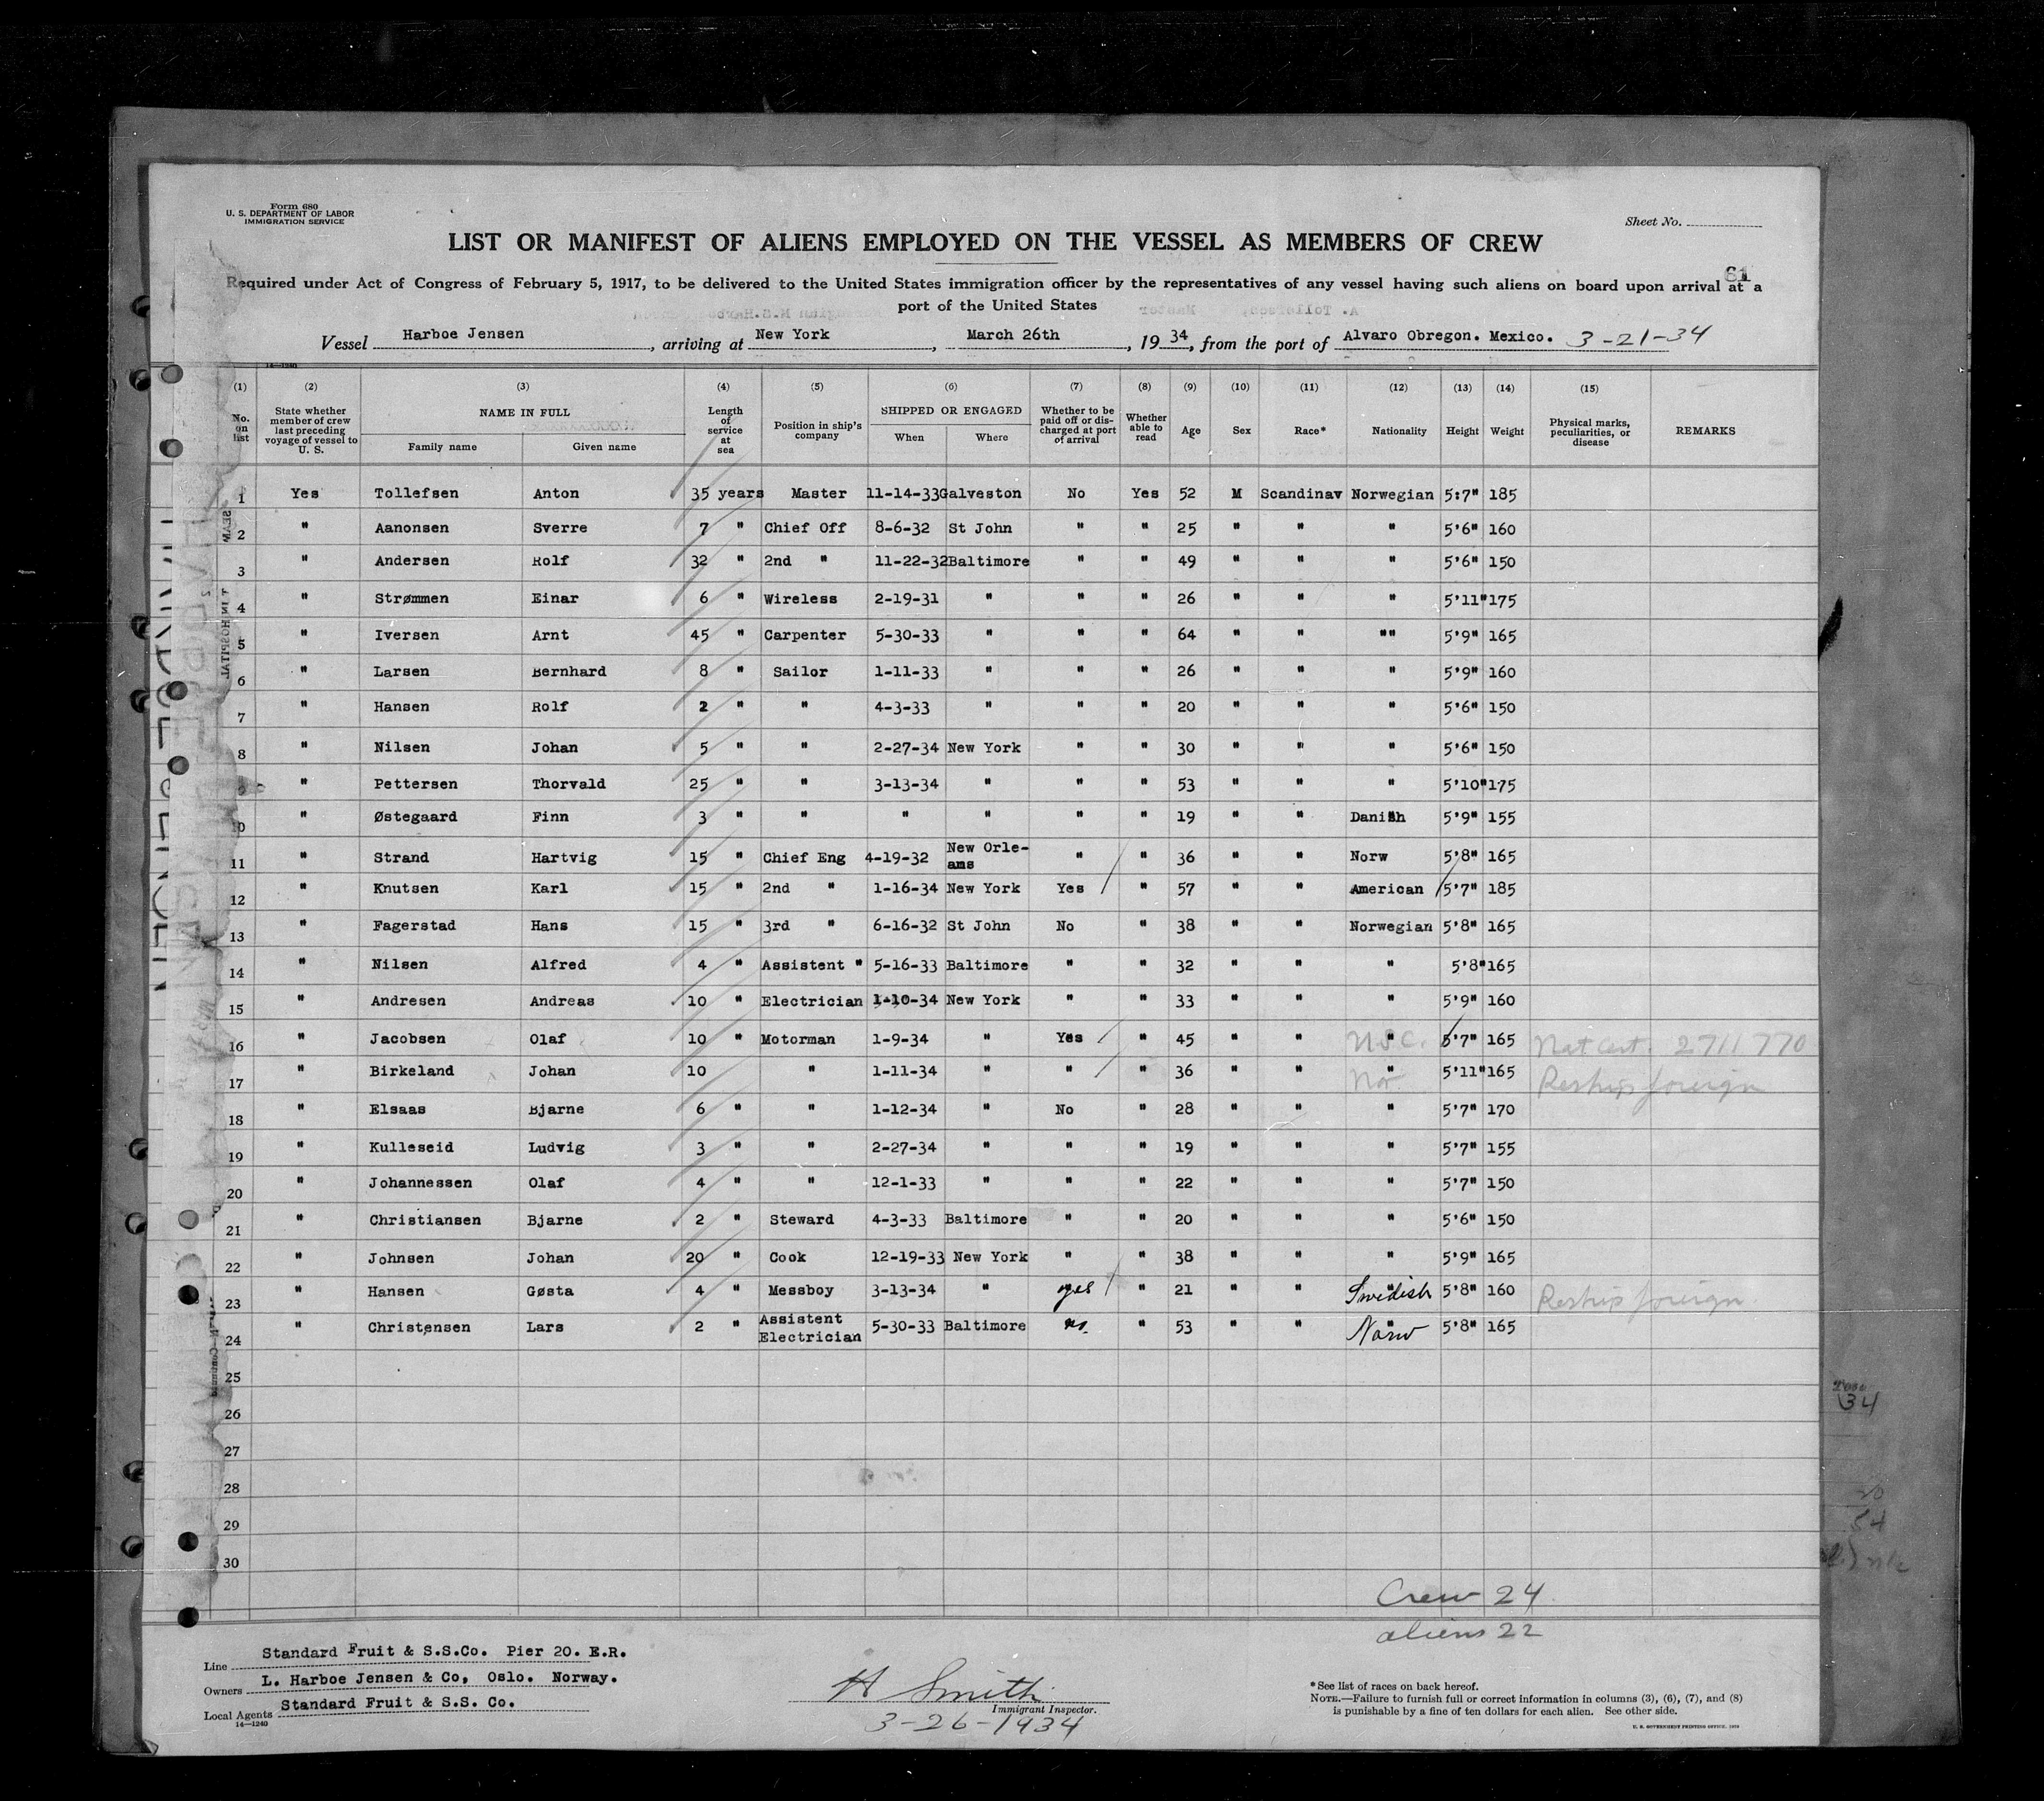 Form 680
U. S. DEPARTMENT OF LABOR
IMMIGRATION SERVICE
Sheet No.
LIST OR MANIFEST OF ALIENS EMPLOYED ON THE VESSEL AS MEMBERS OF CREW
61
Required under Act of Congress of February 5, 1917, to be delivered to the United States immigration officer by the representatives of any vessel having such aliens on board upon arrival at a
port of the United States
Vessel Harboe Jensen, arriving at New York, March 26th, 1934, from the port of Alvaro Obregon. Mexico. 3-21-34
14—1240
(1) (2) (3) (4) (5) (6) (7) (8) (9) (10) (11) (12) (13) (14) (15)
No. on list | State whether member of crew last preceding voyage of vessel to U. S. | NAME IN FULL Family name Given name | Length of service at sea | Position in ship's company | SHIPPED OR ENGAGED When Where | Whether to be paid off or discharged at port of arrival | Whether able to read | Age | Sex | Race* | Nationality | Height | Weight | Physical marks, peculiarities, or disease | REMARKS
1 Yes Tollefsen Anton 35 years Master 11-14-33 Galveston No Yes 52 M Scandinav Norwegian 5:7" 185
2 " Aanonsen Sverre 7 " Chief Off 8-6-32 St John " " 25 " " " 5'6" 160
3 " Andersen Rolf 32 " 2nd " 11-22-32 Baltimore " " 49 " " " 5'6" 150
4 " Strømmen Einar 6 " Wireless 2-19-31 " " " 26 " " " 5'11" 175
5 " Iversen Arnt 45 " Carpenter 5-30-33 " " " 64 " " "" 5'9" 165
6 " Larsen Bernhard 8 " Sailor 1-11-33 " " " 26 " " " 5'9" 160
7 " Hansen Rolf 2 " " 4-3-33 " " " 20 " " " 5'6" 150
8 " Nilsen Johan 5 " " 2-27-34 New York " " 30 " " " 5'6" 150
9 " Pettersen Thorvald 25 " " 3-13-34 " " " 53 " " " 5'10" 175
10 " Østegaard Finn 3 " " " " " " 19 " " Danish 5'9" 155
11 " Strand Hartvig 15 " Chief Eng 4-19-32 New Orleams " " 36 " " Norw 5'8" 165
12 " Knutsen Karl 15 " 2nd " 1-16-34 New York Yes " 57 " " American 5'7" 185
13 " Fagerstad Hans 15 " 3rd " 6-16-32 St John No " 38 " " Norwegian 5'8" 165
14 " Nilsen Alfred 4 " Assistent " 5-16-33 Baltimore " " 32 " " " 5'8" 165
15 " Andresen Andreas 10 " Electrician 1-10-34 New York " " 33 " " " 5'9" 160
16 " Jacobsen Olaf 10 " Motorman 1-9-34 " Yes " 45 " " " U.S.C. 5'7" 165 Nat Cert. 2711770
17 " Birkeland Johan 10 " 1-11-34 " " " 36 " " " Nor 5'11" 165 Reships foreign
18 " Elsaas Bjarne 6 " " 1-12-34 " No " 28 " " " 5'7" 170
19 " Kulleseid Ludvig 3 " " 2-27-34 " " " 19 " " " 5'7" 155
20 " Johannessen Olaf 4 " " 12-1-33 " " " 22 " " " 5'7" 150
21 " Christiansen Bjarne 2 " Steward 4-3-33 Baltimore " " 20 " " " 5'6" 150
22 " Johnsen Johan 20 " Cook 12-19-33 New York " " 38 " " " 5'9" 165
23 " Hansen Gøsta 4 " Messboy 3-13-34 " yes " 21 " " Swedish 5'8" 160 Reships foreign
24 " Christensen Lars 2 " Assistent Electrician 5-30-33 Baltimore no. " 53 " " Norw 5'8" 165
25
26
27
28
29
30
Crew 24
aliens 22
Line Standard Fruit & S.S.Co. Pier 20. E.R.
Owners L. Harboe Jensen & Co, Oslo. Norway.
Local Agents Standard Fruit & S.S. Co.
14—1240
H Smith
Immigrant Inspector.
3-26-1934
*See list of races on back hereof.
NOTE.—Failure to furnish full or correct information in columns (3), (6), (7), and (8)
is punishable by a fine of ten dollars for each alien. See other side.
U. S. GOVERNMENT PRINTING OFFICE
34